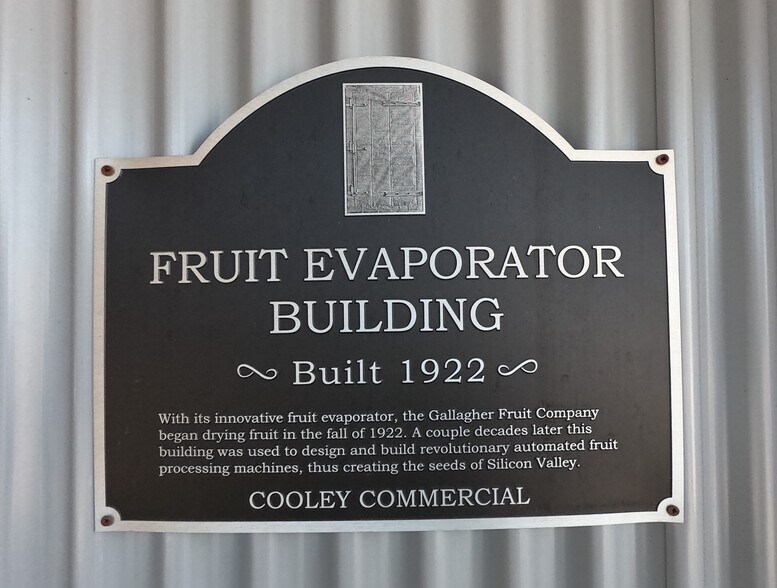 FRUIT EVAPORATOR
BUILDING
Built 1922
With its innovative fruit evaporator, the Gallagher Fruit Company
began drying fruit in the fall of 1922. A couple decades later this
building was used to design and build revolutionary automated fruit
processing machines, thus creating the seeds of Silicon Valley.
COOLEY COMMERCIAL